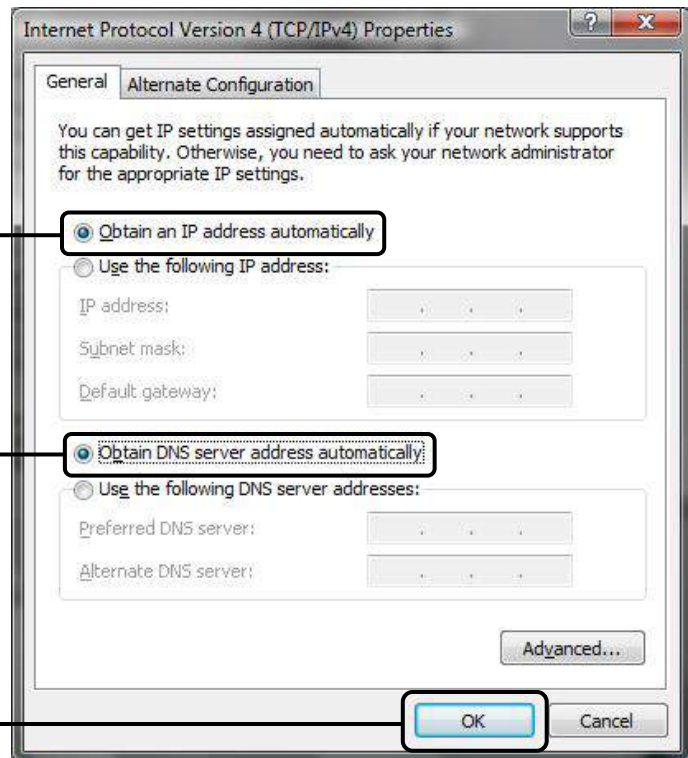 Internet Protocol Version 4 (TCP/IPv4) Properties
?
X
General
Alternate Configuration
You can get IP settings assigned automatically if your network supports
this capability. Otherwise, you need to ask your network administrator
for the appropriate IP settings.
Obtain an IP address automatically
Use the following IP address:
IP address:
. . .
Subnet mask:
. . .
Default gateway:
. . .
Obtain DNS server address automatically
Use the following DNS server addresses:
Preferred DNS server:
. . .
Alternate DNS server:
. . .
Advanced...
OK
Cancel